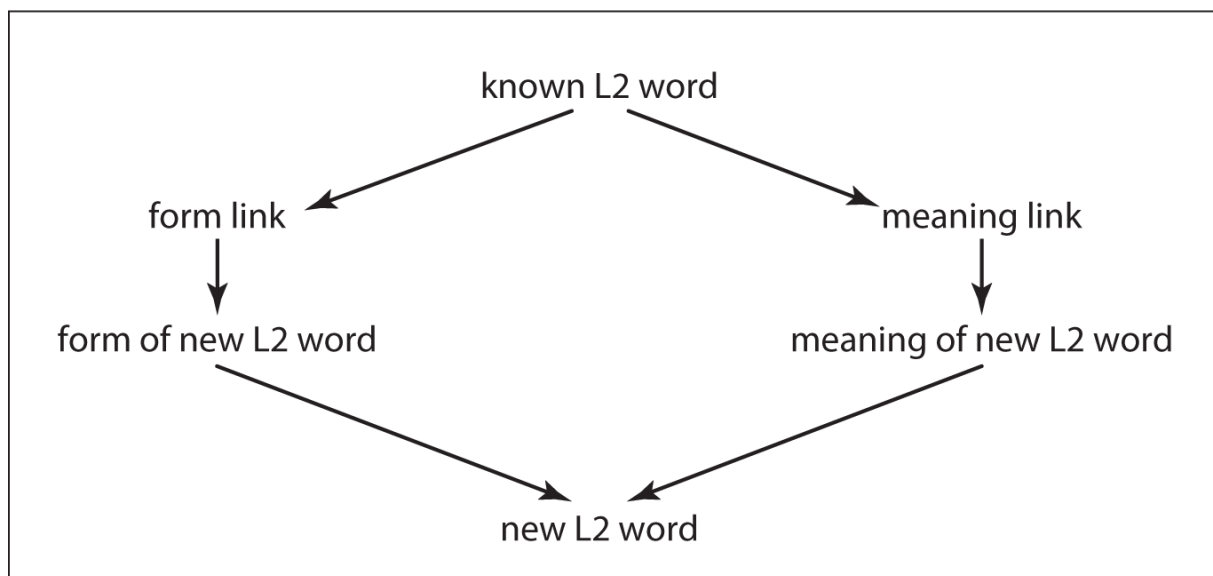 known L2 word
form link
meaning link
form of new L2 word
meaning of new L2 word
new L2 word